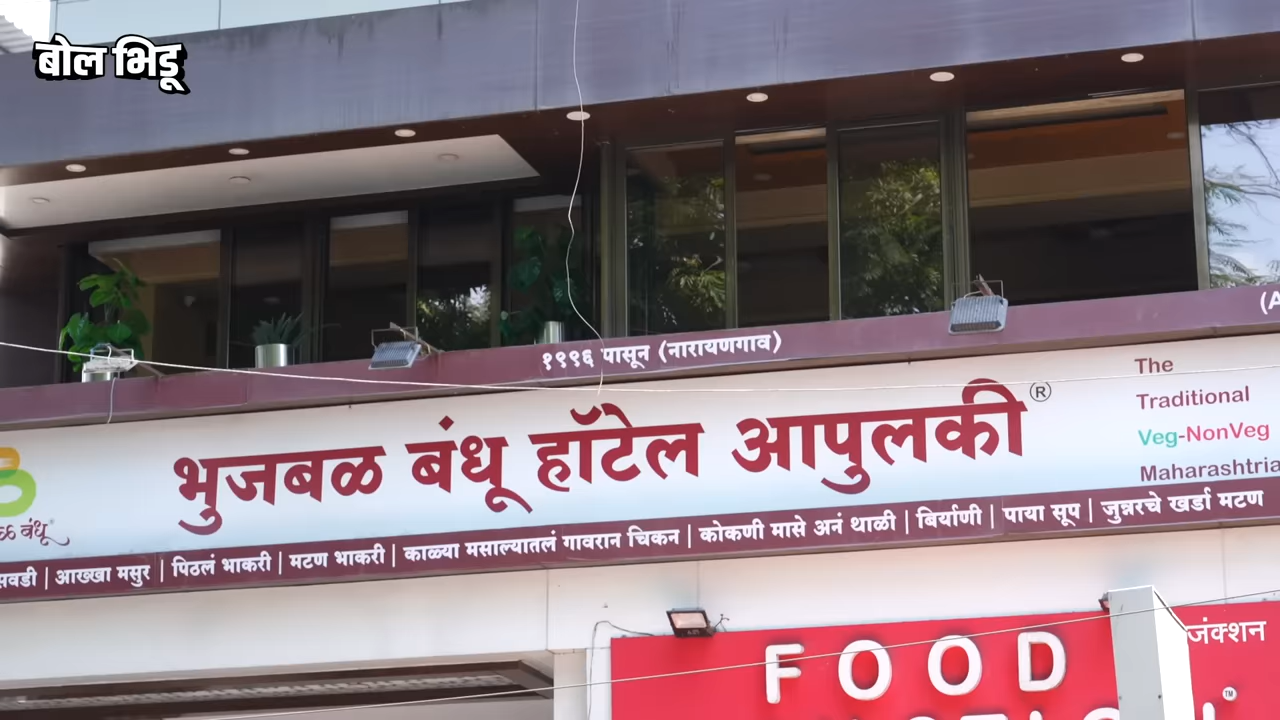 बोल भिडू
१९९६ पासून (नारायणगाव)
भुजबळ बंधू हॉटेल आपुलकी ®
The
Traditional
Veg-NonVeg
Maharashtria
बंधू
| आख्खा मसुर | पिठलं भाकरी | मटण भाकरी | काळ्या मसाल्यातलं गावरान चिकन | कोकणी मासे अनं थाळी | बिर्याणी | पाया सूप | जुन्नरचे खर्डा मटण
FOOD
जंक्शन
TM